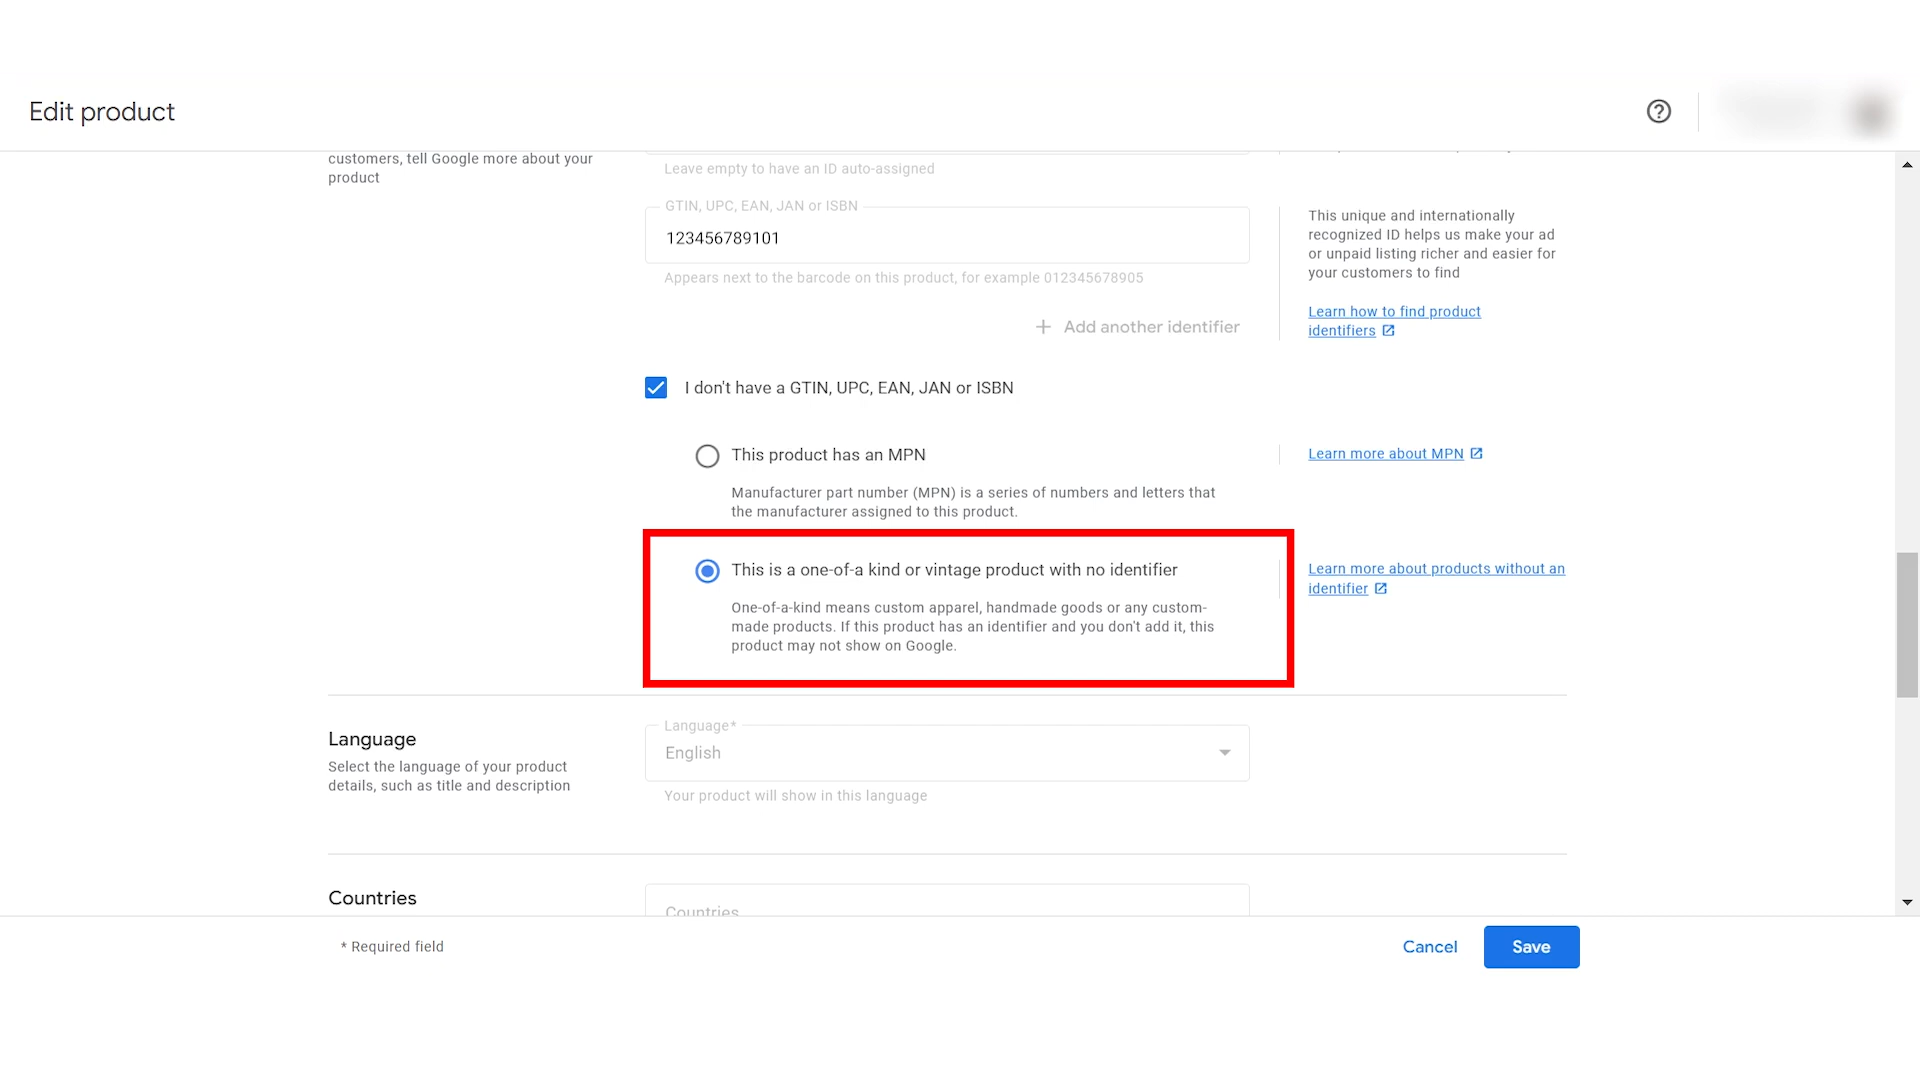 Edit product
customers, tell Google more about your
product
Leave empty to have an ID auto-assigned
GTIN, UPC, EAN, JAN or ISBN
123456789101
Appears next to the barcode on this product, for example 012345678905
This unique and internationally
recognized ID helps us make your ad
or unpaid listing richer and easier for
your customers to find
Learn how to find product
identifiers
+ Add another identifier
I don't have a GTIN, UPC, EAN, JAN or ISBN
This product has an MPN
Manufacturer part number (MPN) is a series of numbers and letters that
the manufacturer assigned to this product.
Learn more about MPN
This is a one-of-a kind or vintage product with no identifier
One-of-a-kind means custom apparel, handmade goods or any custom-
made products. If this product has an identifier and you don't add it, this
product may not show on Google.
Learn more about products without an
identifier
Language
Select the language of your product
details, such as title and description
Language*
English
Your product will show in this language
Countries
Countries
* Required field
Cancel
Save